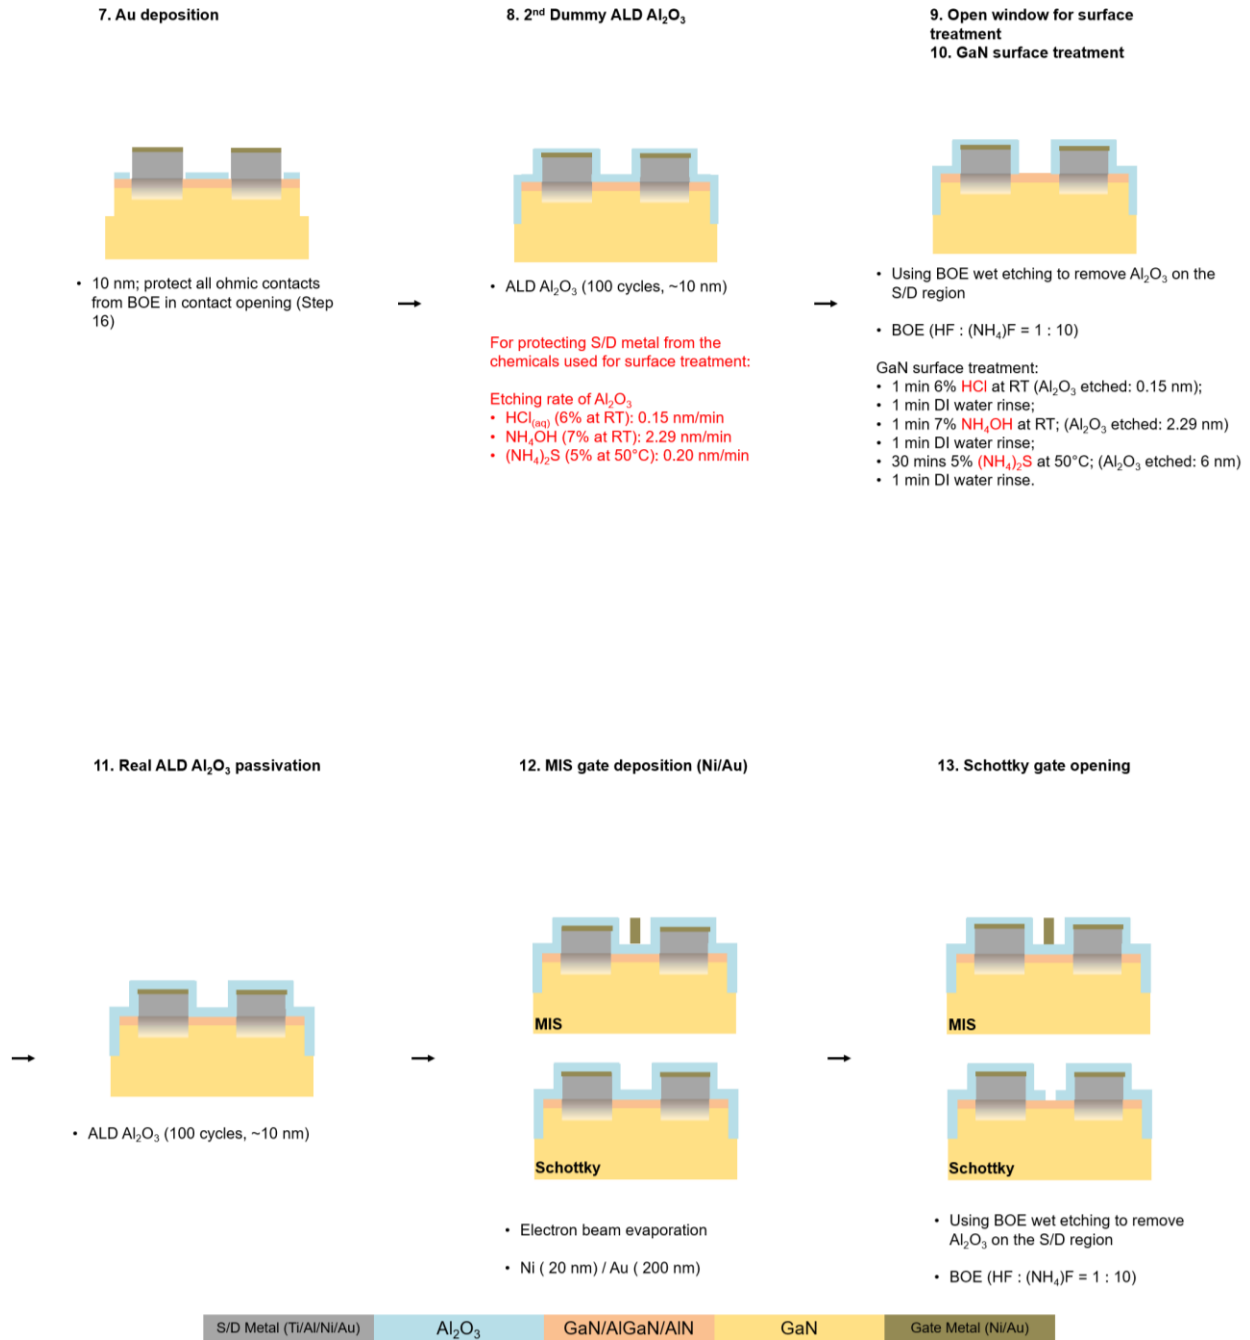 7. Au deposition
• 10 nm; protect all ohmic contacts
from BOE in contact opening (Step
16)
8. 2nd Dummy ALD Al₂O₃
• ALD Al₂O₃ (100 cycles, ~10 nm)
For protecting S/D metal from the
chemicals used for surface treatment:
Etching rate of Al₂O₃
• HCl(aq) (6% at RT): 0.15 nm/min
• NH₄OH (7% at RT): 2.29 nm/min
• (NH₄)₂S (5% at 50°C): 0.20 nm/min
9. Open window for surface
treatment
10. GaN surface treatment
• Using BOE wet etching to remove Al₂O₃ on the
S/D region
• BOE (HF : (NH₄)F = 1 : 10)
GaN surface treatment:
• 1 min 6% HCl at RT (Al₂O₃ etched: 0.15 nm);
• 1 min DI water rinse;
• 1 min 7% NH₄OH at RT; (Al₂O₃ etched: 2.29 nm)
• 1 min DI water rinse;
• 30 mins 5% (NH₄)₂S at 50°C; (Al₂O₃ etched: 6 nm)
• 1 min DI water rinse.
11. Real ALD Al₂O₃ passivation
• ALD Al₂O₃ (100 cycles, ~10 nm)
12. MIS gate deposition (Ni/Au)
MIS
Schottky
• Electron beam evaporation
• Ni ( 20 nm) / Au ( 200 nm)
13. Schottky gate opening
MIS
Schottky
• Using BOE wet etching to remove
Al₂O₃ on the S/D region
• BOE (HF : (NH₄)F = 1 : 10)
S/D Metal (Ti/Al/Ni/Au)
Al₂O₃
GaN/AlGaN/AlN
GaN
Gate Metal (Ni/Au)